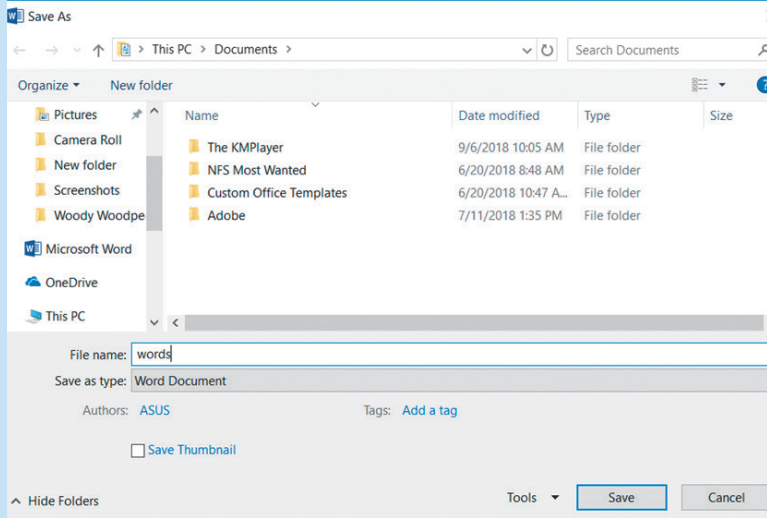 Save As
This PC > Documents >
Search Documents
Organize
New folder
Name Date modified Type Size
Pictures
Camera Roll
New folder
Screenshots
Woody Woodpe
Microsoft Word
OneDrive
This PC
The KMPlayer 9/6/2018 10:05 AM File folder
NFS Most Wanted 6/20/2018 8:48 AM File folder
Custom Office Templates 6/20/2018 10:47 A... File folder
Adobe 7/11/2018 1:35 PM File folder
File name: words
Save as type: Word Document
Authors: ASUS Tags: Add a tag
Save Thumbnail
Hide Folders
Tools Save Cancel